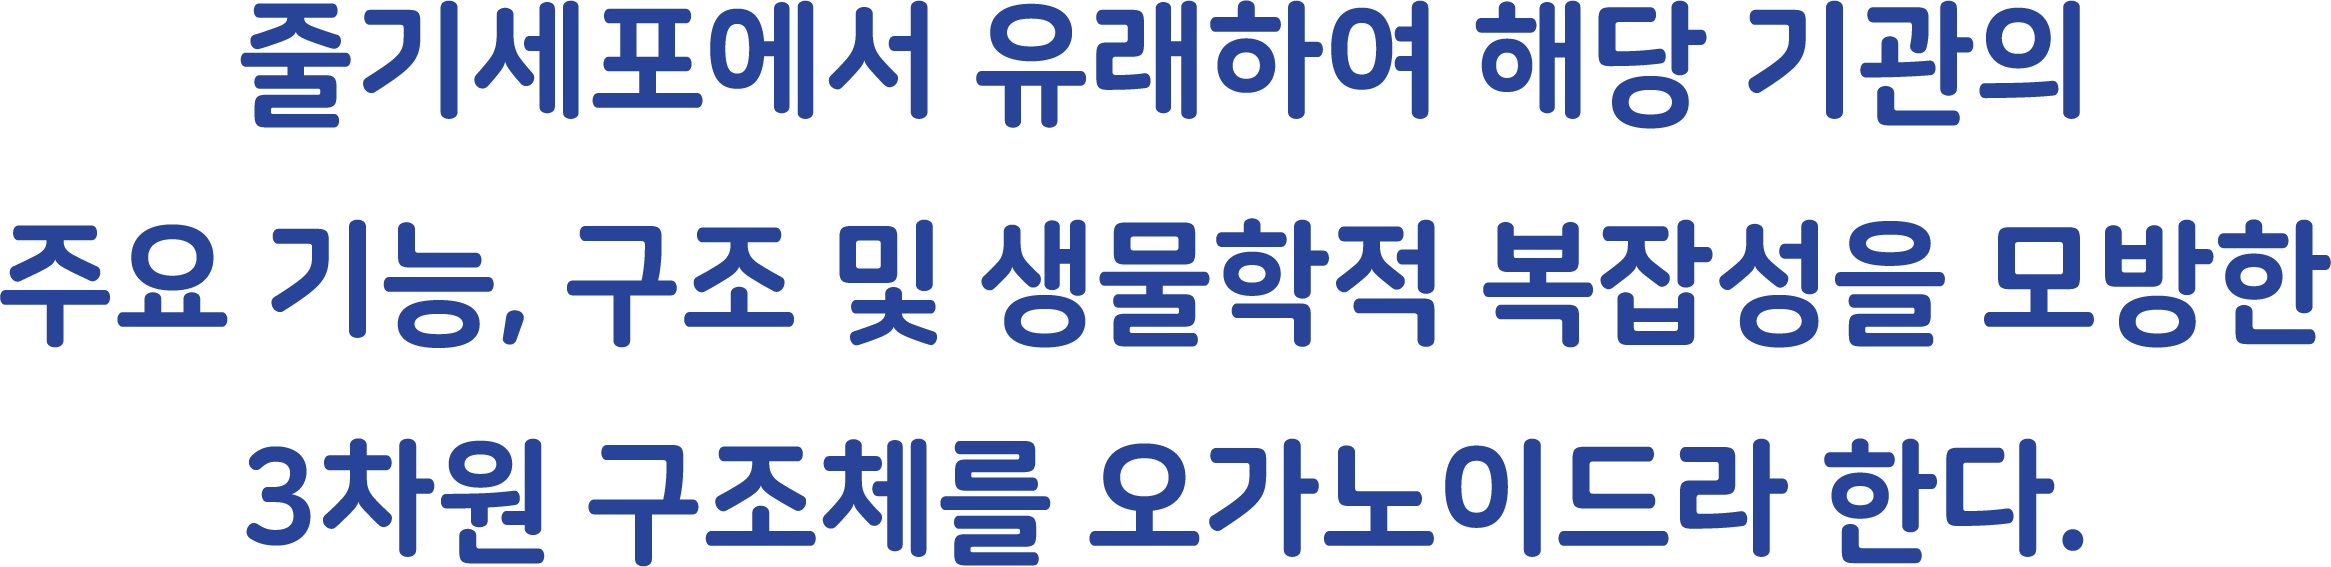 줄기세포에서 유래하여 해당 기관의
주요 기능, 구조 및 생물학적 복잡성을 모방한
3차원 구조체를 오가노이드라 한다.